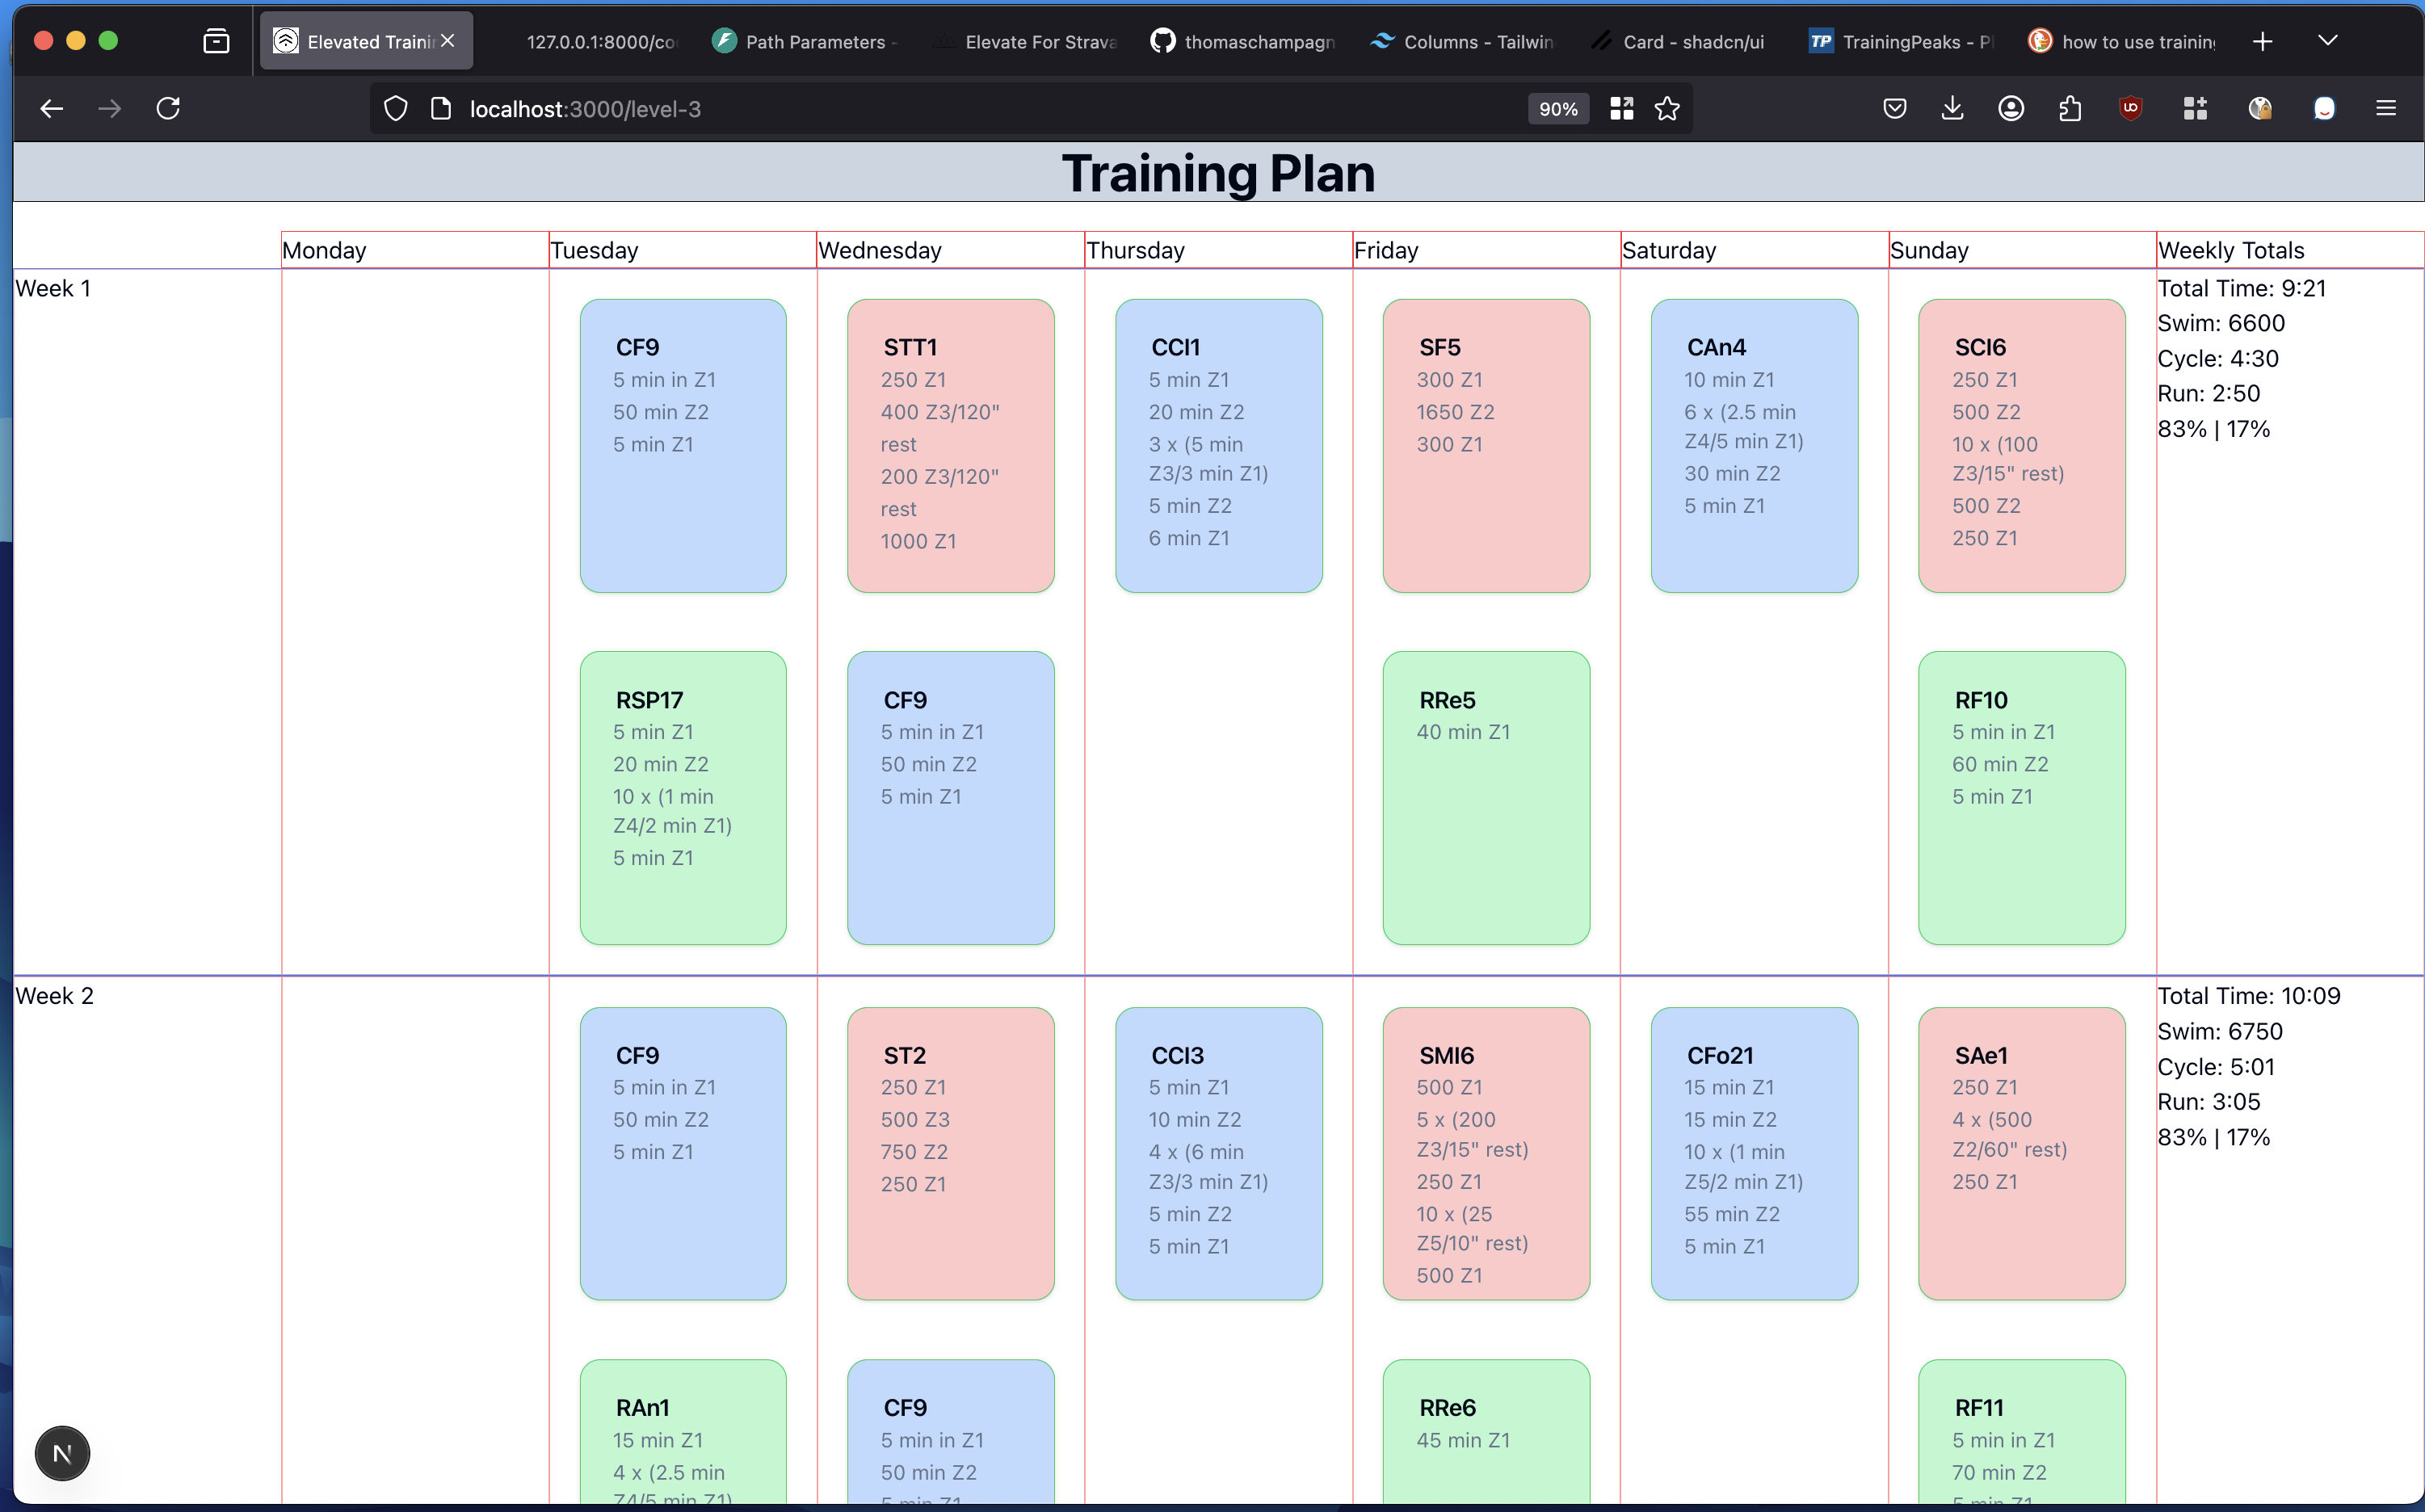 Elevated Traini
127.0.0.1:8000/co
Path Parameters -
Elevate For Strava
thomaschampagn
Columns - Tailwin
Card - shadcn/ui
TP TrainingPeaks - Pl
how to use training
localhost:3000/level-3
90%
Training Plan
Monday
Tuesday
Wednesday
Thursday
Friday
Saturday
Sunday
Weekly Totals
Week 1
CF9
5 min in Z1
50 min Z2
5 min Z1
RSP17
5 min Z1
20 min Z2
10 x (1 min
Z4/2 min Z1)
5 min Z1
STT1
250 Z1
400 Z3/120"
rest
200 Z3/120"
rest
1000 Z1
CF9
5 min in Z1
50 min Z2
5 min Z1
CCI1
5 min Z1
20 min Z2
3 x (5 min
Z3/3 min Z1)
5 min Z2
6 min Z1
SF5
300 Z1
1650 Z2
300 Z1
RRe5
40 min Z1
CAn4
10 min Z1
6 x (2.5 min
Z4/5 min Z1)
30 min Z2
5 min Z1
SCI6
250 Z1
500 Z2
10 x (100
Z3/15" rest)
500 Z2
250 Z1
RF10
5 min in Z1
60 min Z2
5 min Z1
Total Time: 9:21
Swim: 6600
Cycle: 4:30
Run: 2:50
83% | 17%
Week 2
CF9
5 min in Z1
50 min Z2
5 min Z1
RAn1
15 min Z1
4 x (2.5 min
Z4/5 min Z1)
ST2
250 Z1
500 Z3
750 Z2
250 Z1
CF9
5 min in Z1
50 min Z2
5 min Z1
CCI3
5 min Z1
10 min Z2
4 x (6 min
Z3/3 min Z1)
5 min Z2
5 min Z1
SMI6
500 Z1
5 x (200
Z3/15" rest)
250 Z1
10 x (25
Z5/10" rest)
500 Z1
RRe6
45 min Z1
CFo21
15 min Z1
15 min Z2
10 x (1 min
Z5/2 min Z1)
55 min Z2
5 min Z1
SAe1
250 Z1
4 x (500
Z2/60" rest)
250 Z1
RF11
5 min in Z1
70 min Z2
5 min Z1
Total Time: 10:09
Swim: 6750
Cycle: 5:01
Run: 3:05
83% | 17%
N